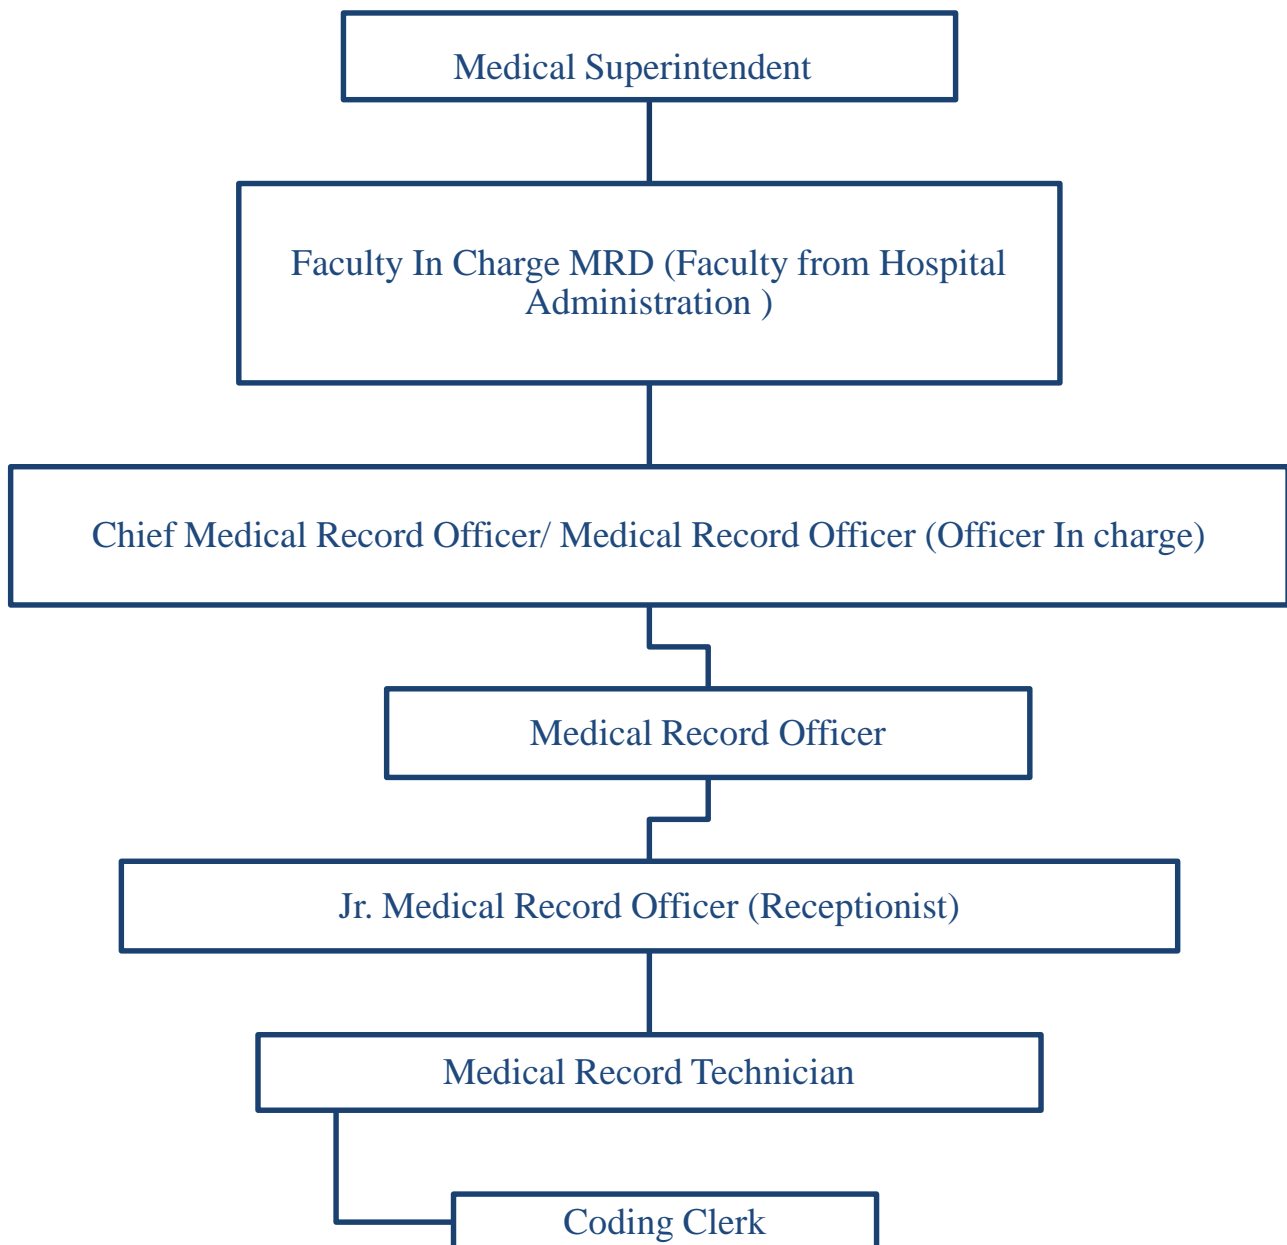 Medical Superintendent
Faculty In Charge MRD (Faculty from Hospital
Administration )
Chief Medical Record Officer/ Medical Record Officer (Officer In charge)
Medical Record Officer
Jr. Medical Record Officer (Receptionist)
Medical Record Technician
Coding Clerk